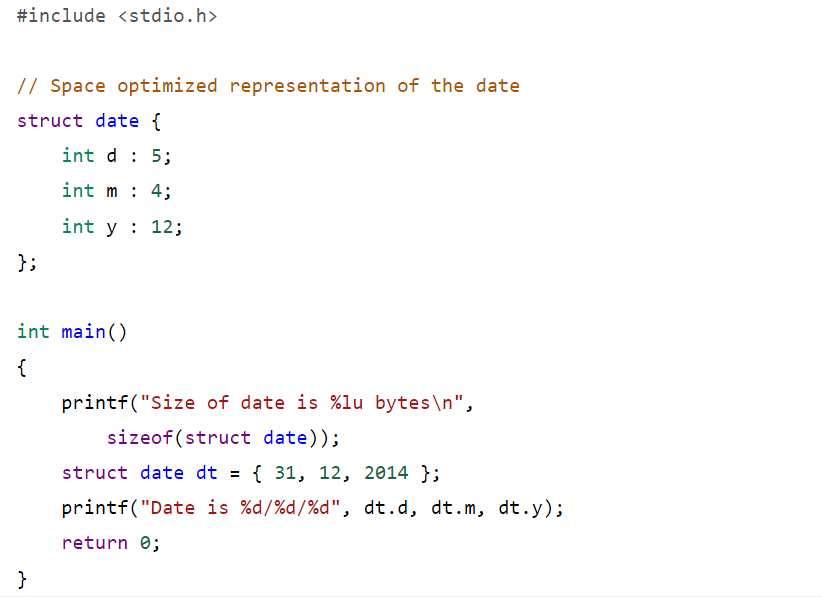 #include <stdio.h>
// Space optimized representation of the date
struct date {
    int d : 5;
    int m : 4;
    int y : 12;
};
int main()
{
    printf("Size of date is %lu bytes\n",
        sizeof(struct date));
    struct date dt = { 31, 12, 2014 };
    printf("Date is %d/%d/%d", dt.d, dt.m, dt.y);
    return 0;
}